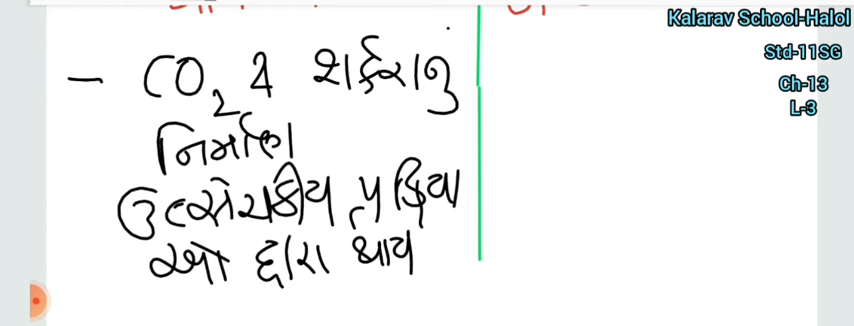 Kalarav School-Halol
Std-11SG
Ch-13
L-3
- CO2 ને શર્કરાનું
નિર્માણ
ઉત્સેચકીય પ્રક્રિયા
ઓ દ્વારા થાય